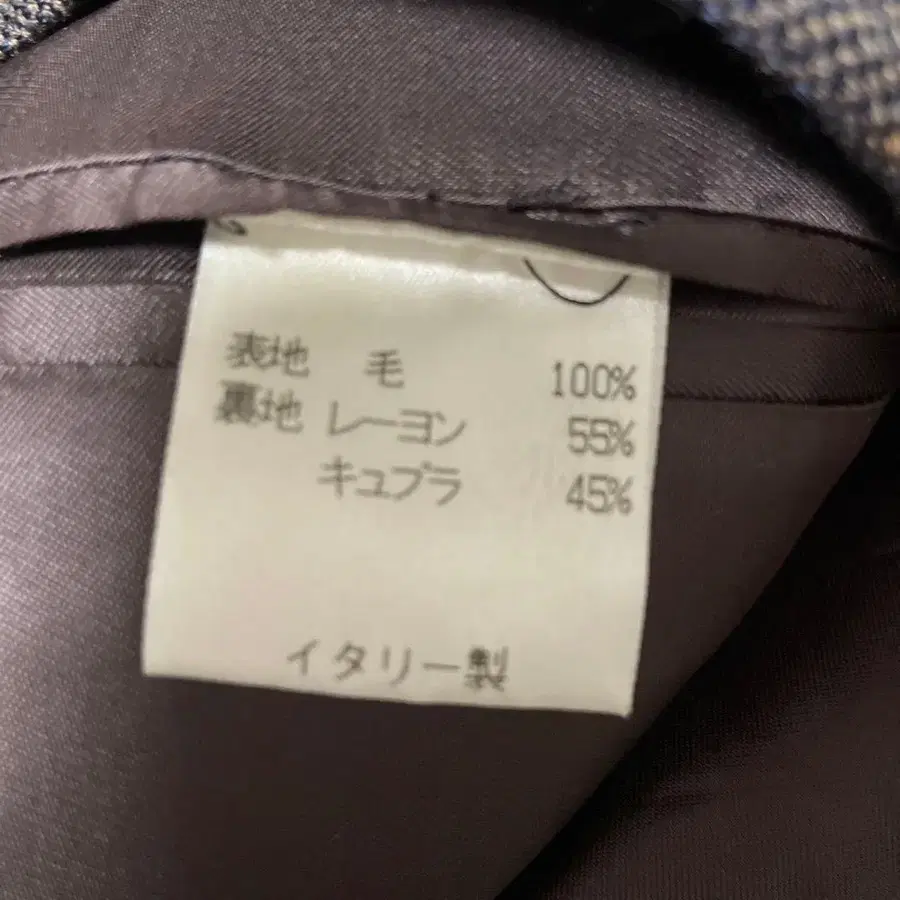 表地 毛 100%
裏地 レーヨン 55%
キュプラ 45%
イタリー製